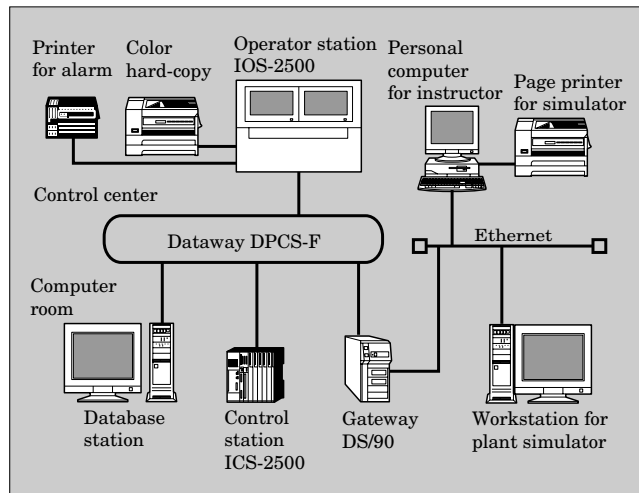 Printer
for alarm
Color
hard-copy
Operator station
IOS-2500
Personal
computer
for instructor
Page printer
for simulator
Control center
Dataway DPCS-F
Ethernet
Computer
room
Database
station
Control
station
ICS-2500
Gateway
DS/90
Workstation for
plant simulator